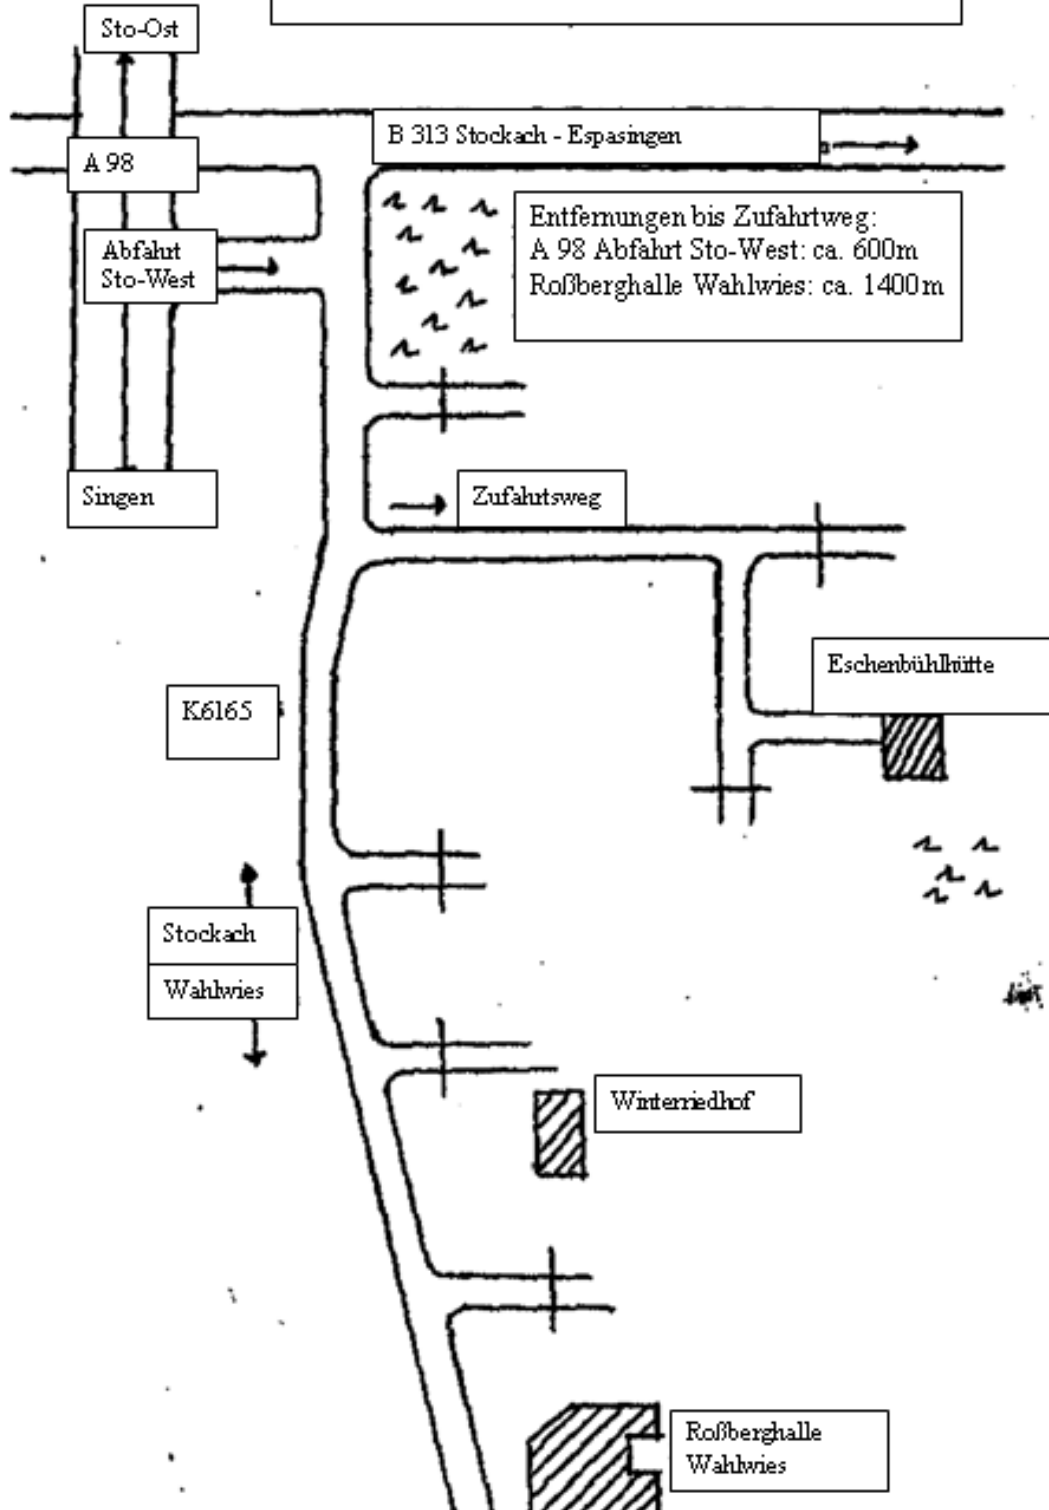 Sto-Ost
B 313 Stockach - Espasingen
A 98
Entfernungen bis Zufahrtweg:
A 98 Abfahrt Sto-West: ca. 600m
Roßberghalle Wahlwies: ca. 1400m
Abfahrt
Sto-West
Singen
Zufahrtsweg
Eschenbühlhütte
K6165
Stockach
Wahlwies
Winterriedhof
Roßberghalle
Wahlwies